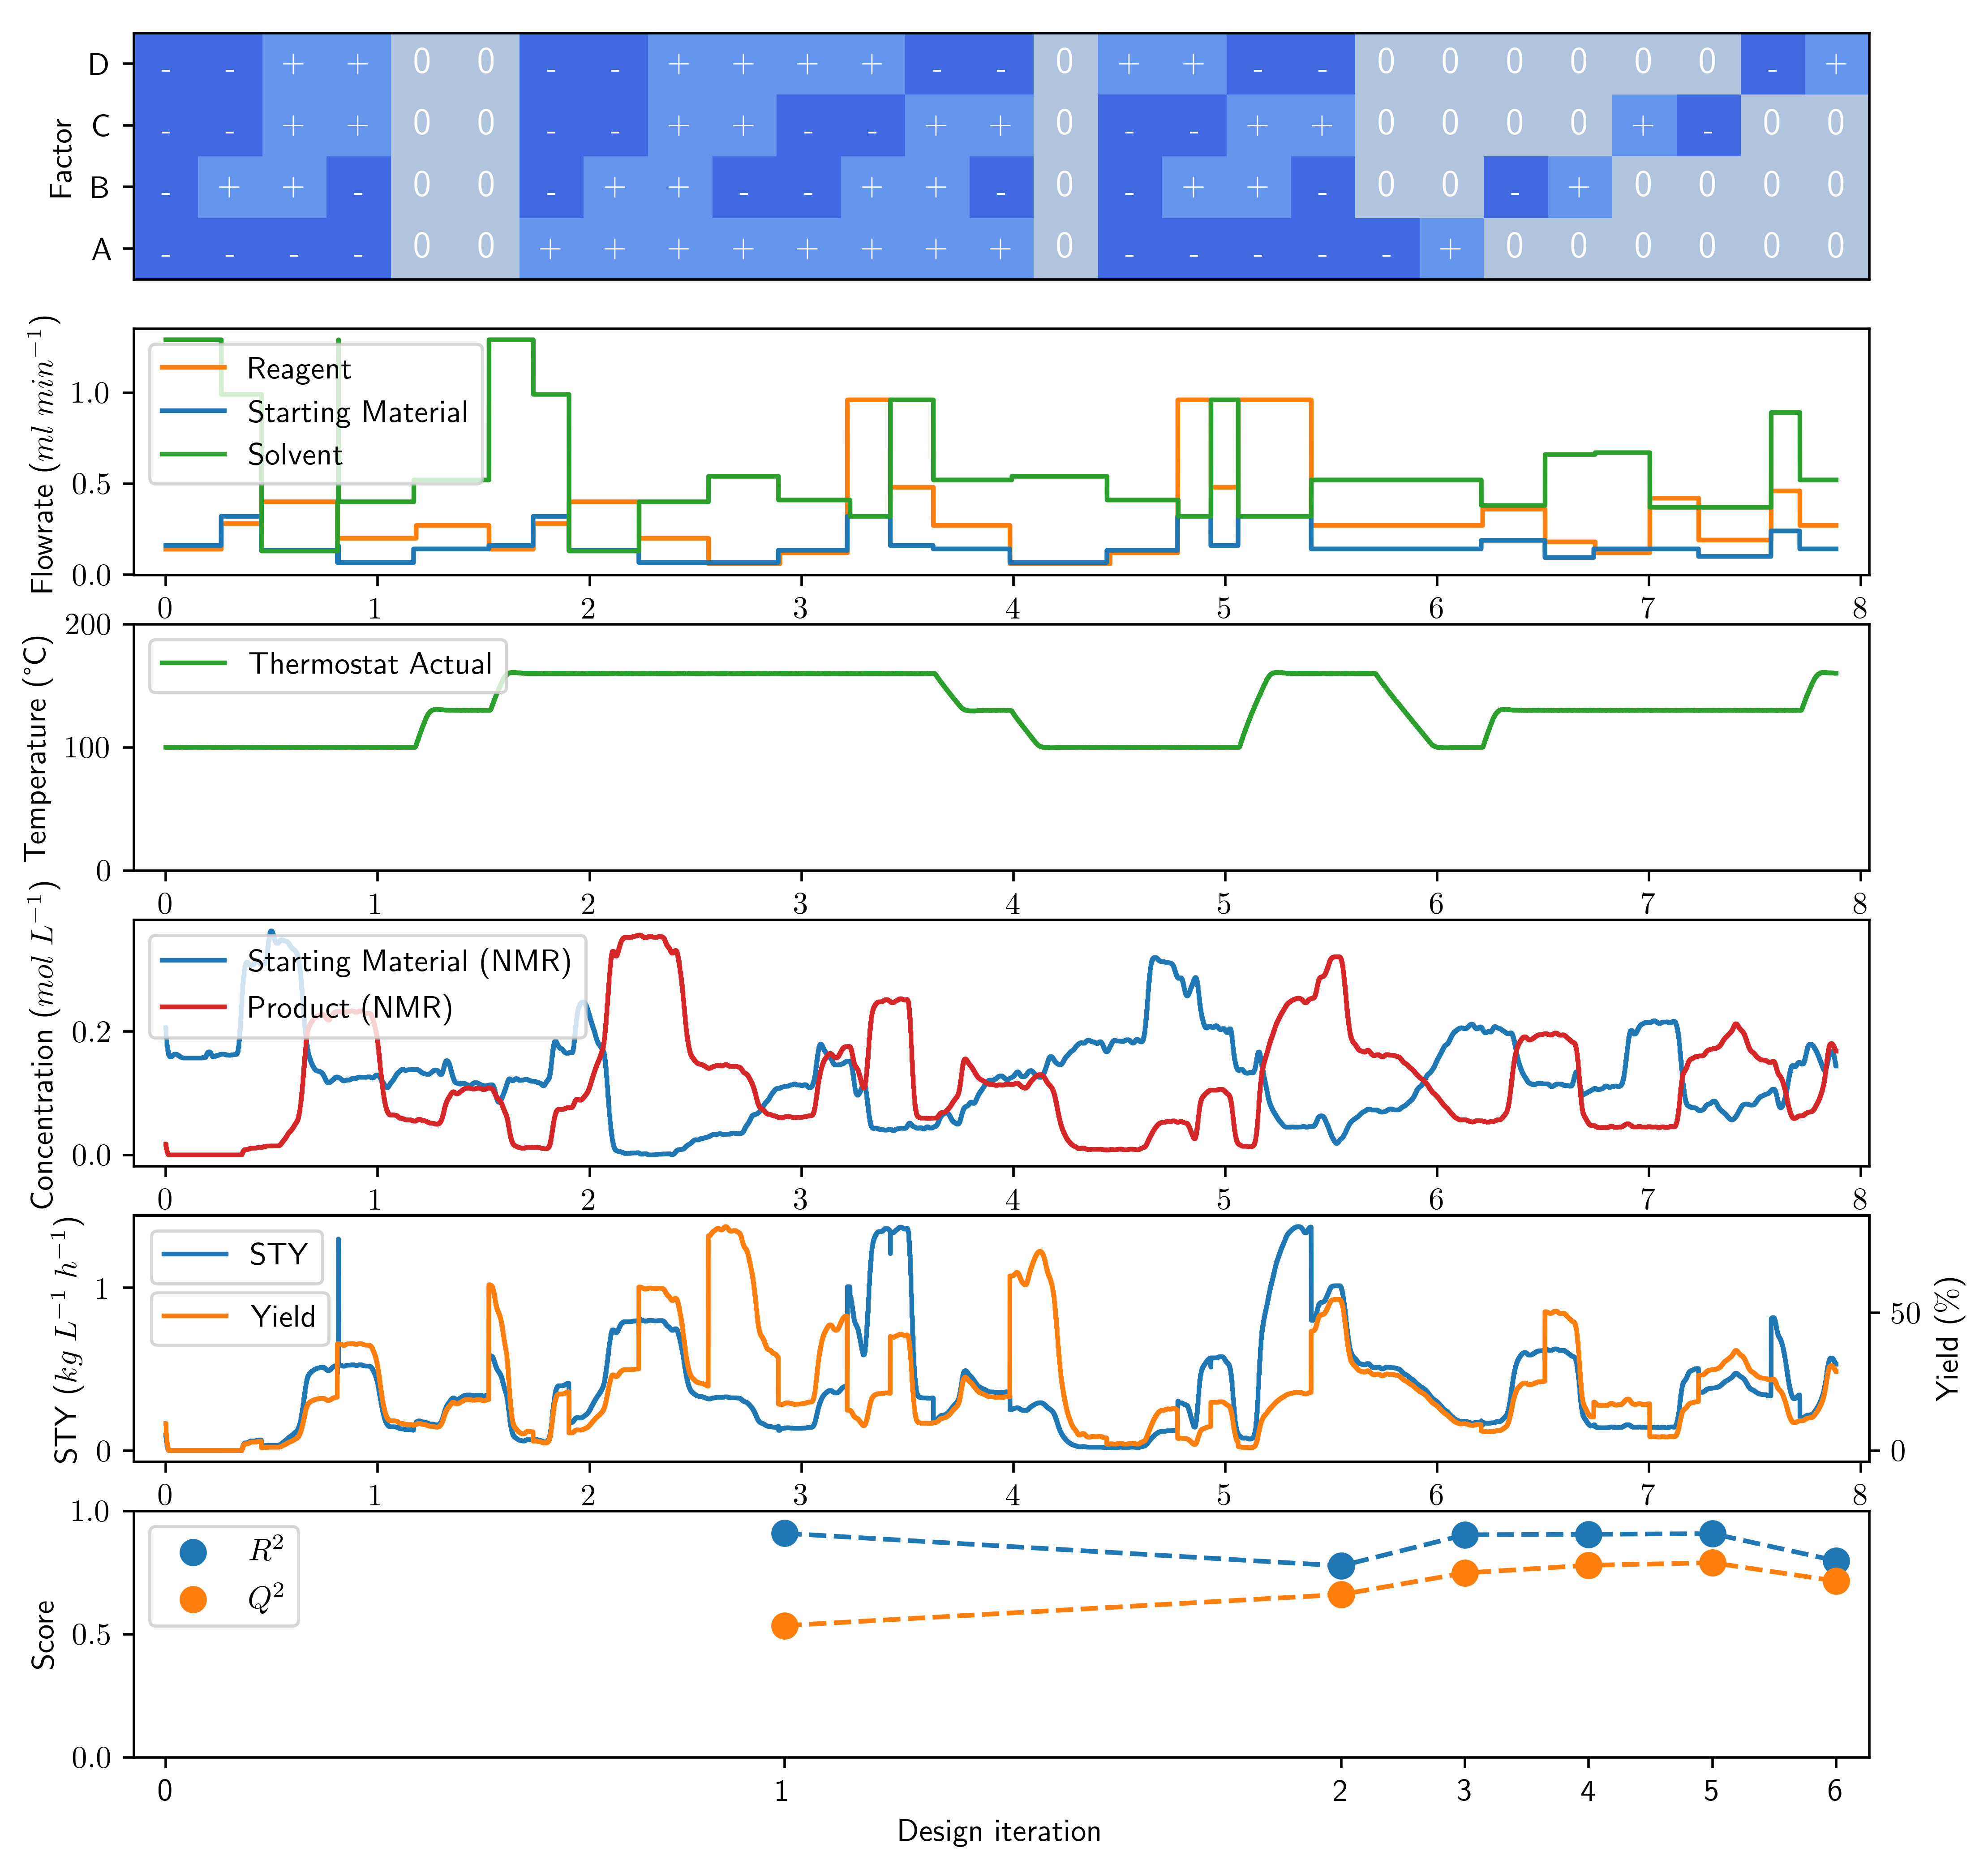 Factor
D - - + + 0 0 - - + + + + - - 0 + + - - 0 0 0 0 0 0 - +
C - - + + 0 0 - - + + - - + + 0 - - + + 0 0 0 0 + - 0 0
B - + + - 0 0 - + + - - + + - 0 - + + - 0 0 - + 0 0 0 0
A - - - - 0 0 + + + + + + + + 0 - - - - - + 0 0 0 0 0 0
Flowrate (ml min⁻¹)
1.0
0.5
0.0
Reagent
Starting Material
Solvent
0 1 2 3 4 5 6 7 8
Temperature (°C)
200
100
0
Thermostat Actual
0 1 2 3 4 5 6 7 8
Concentration (mol L⁻¹)
0.2
0.0
Starting Material (NMR)
Product (NMR)
0 1 2 3 4 5 6 7 8
STY (kg L⁻¹ h⁻¹)
1
0
STY
Yield
50
0
Yield (%)
0 1 2 3 4 5 6 7 8
Score
1.0
0.5
0.0
R²
Q²
0 1 2 3 4 5 6
Design iteration